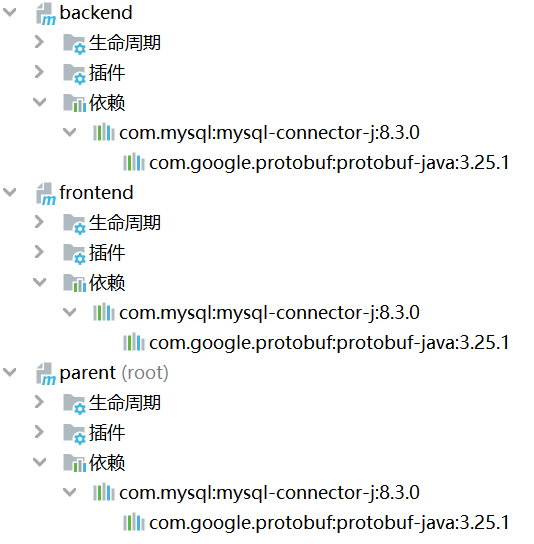 backend
生命周期
插件
依赖
com.mysql:mysql-connector-j:8.3.0
com.google.protobuf:protobuf-java:3.25.1
frontend
生命周期
插件
依赖
com.mysql:mysql-connector-j:8.3.0
com.google.protobuf:protobuf-java:3.25.1
parent (root)
生命周期
插件
依赖
com.mysql:mysql-connector-j:8.3.0
com.google.protobuf:protobuf-java:3.25.1